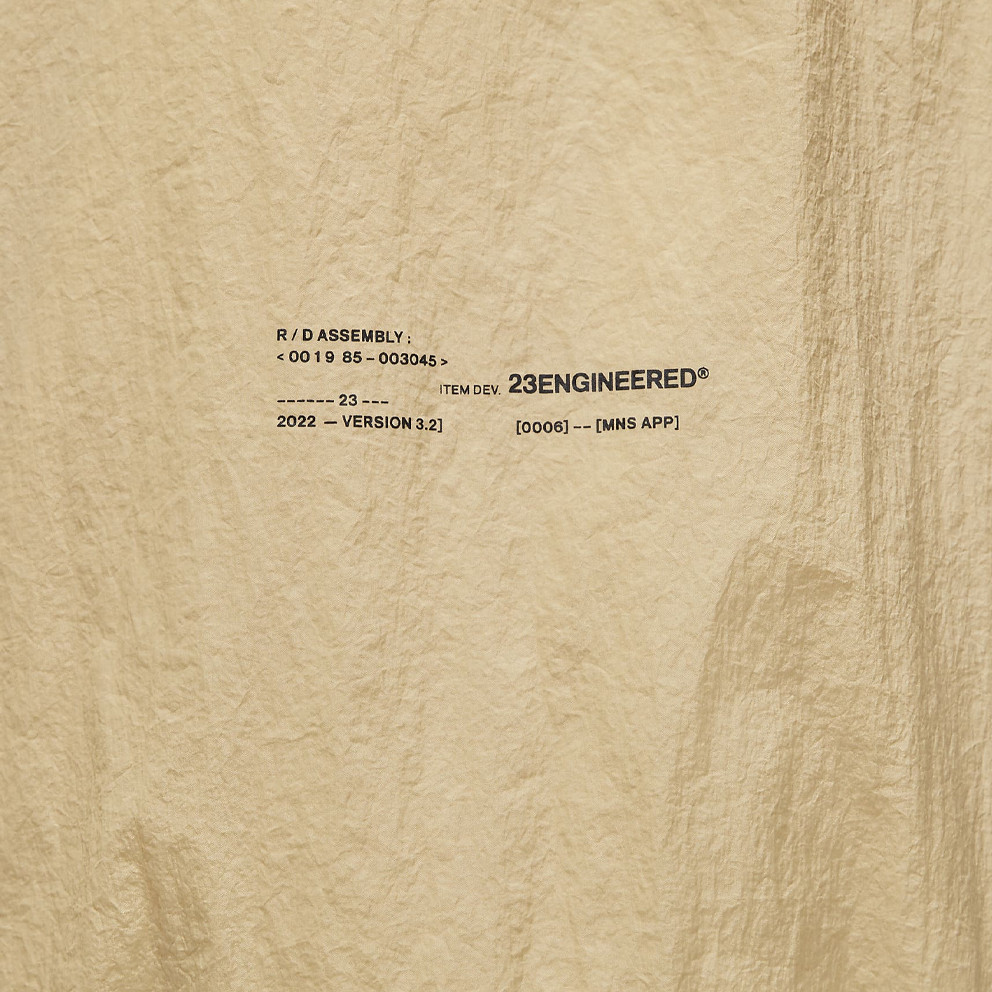 R / D ASSEMBLY :
< 0019 85 – 003045 >
ITEM DEV. 23ENGINEERED®
------ 23 ---
2022 — VERSION 3.2]
[0006] -- [MNS APP]